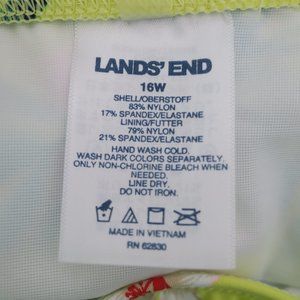 LANDS' END
16W
SHELL/OBERSTOFF
83% NYLON
17% SPANDEX/ELASTANE
LINING/FUTTER
79% NYLON
21% SPANDEX/ELASTANE
HAND WASH COLD.
WASH DARK COLORS SEPARATELY.
ONLY NON-CHLORINE BLEACH WHEN
NEEDED.
LINE DRY.
DO NOT IRON.
MADE IN VIETNAM
RN 62830